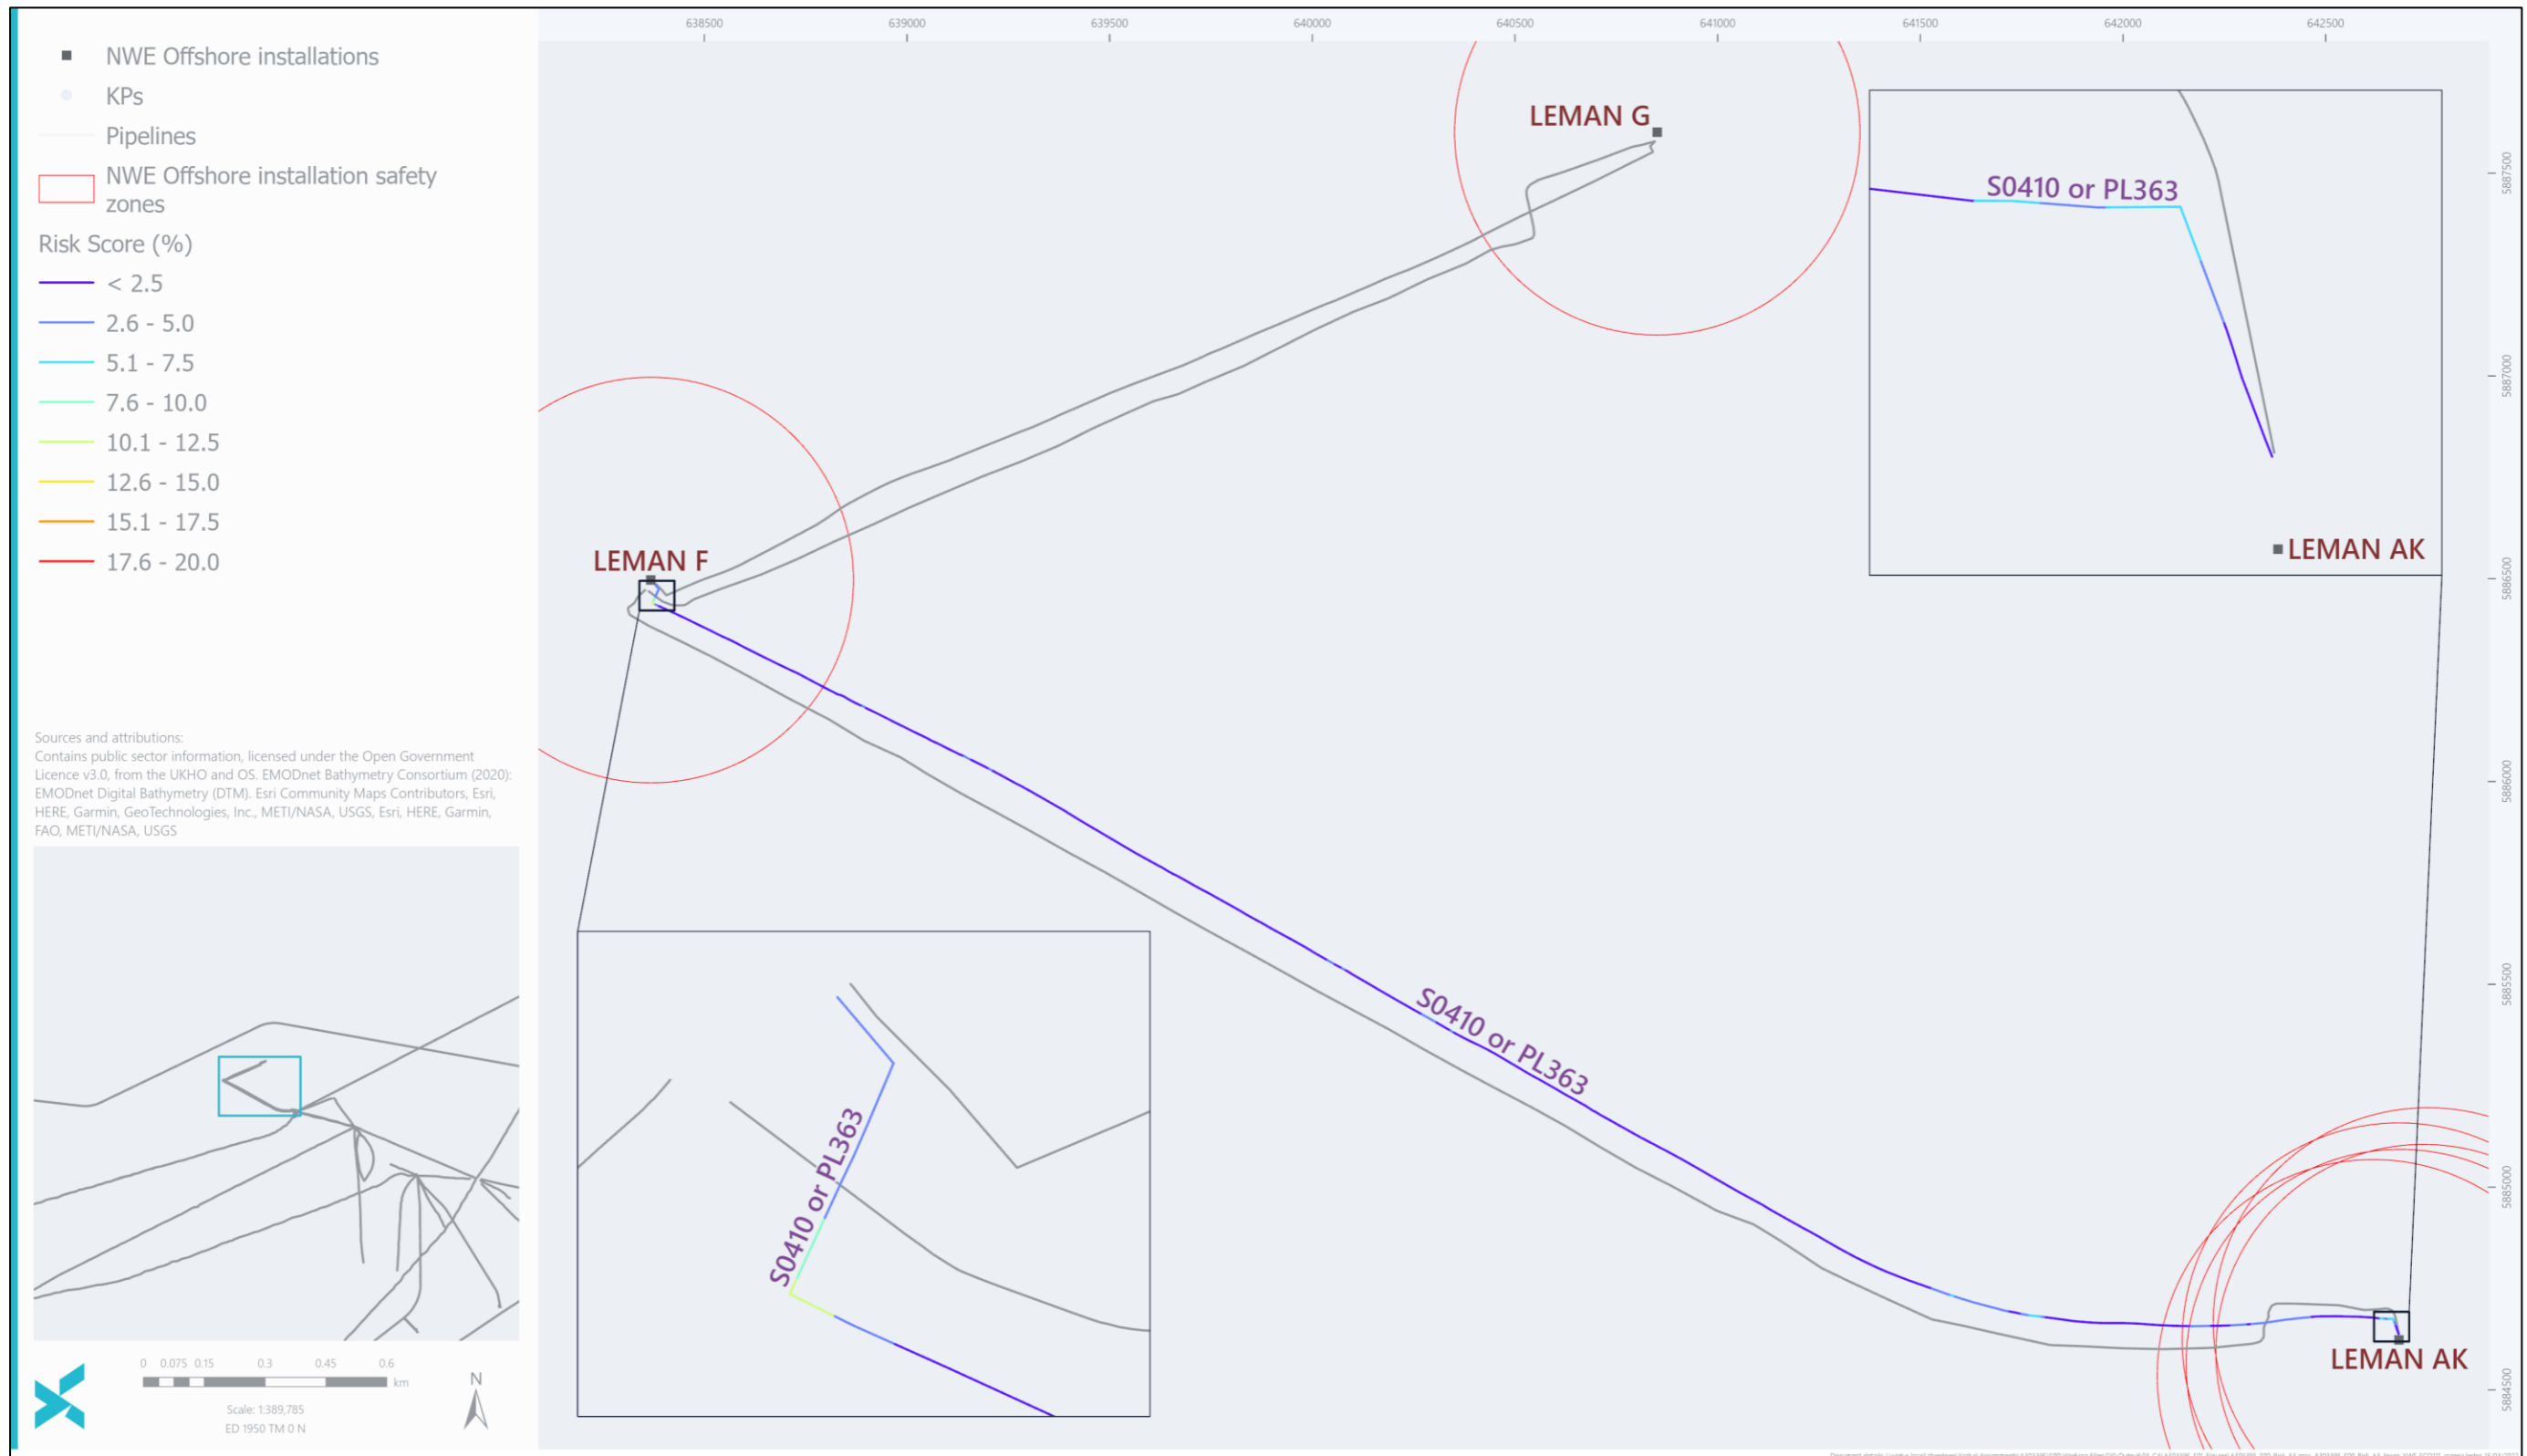 NWE Offshore installations
KPs
Pipelines
NWE Offshore installation safety
zones
Risk Score (%)
< 2.5
2.6 - 5.0
5.1 - 7.5
7.6 - 10.0
10.1 - 12.5
12.6 - 15.0
15.1 - 17.5
17.6 - 20.0
Sources and attributions:
Contains public sector information, licensed under the Open Government
Licence v3.0, from the UKHO and OS. EMODnet Bathymetry Consortium (2020):
EMODnet Digital Bathymetry (DTM). Esri Community Maps Contributors, Esri,
HERE, Garmin, GeoTechnologies, Inc., METI/NASA, USGS, Esri, HERE, Garmin,
FAO, METI/NASA, USGS
0 0.075 0.15 0.3 0.45 0.6
km
Scale: 1:389,785
ED 1950 TM 0 N
N
638500 639000 639500 640000 640500 641000 641500 642000 642500
LEMAN G
S0410 or PL363
LEMAN AK
LEMAN F
S0410 or PL363
S0410 or PL363
LEMAN AK
5887500
5887000
5886500
5886000
5885500
5885000
5884500